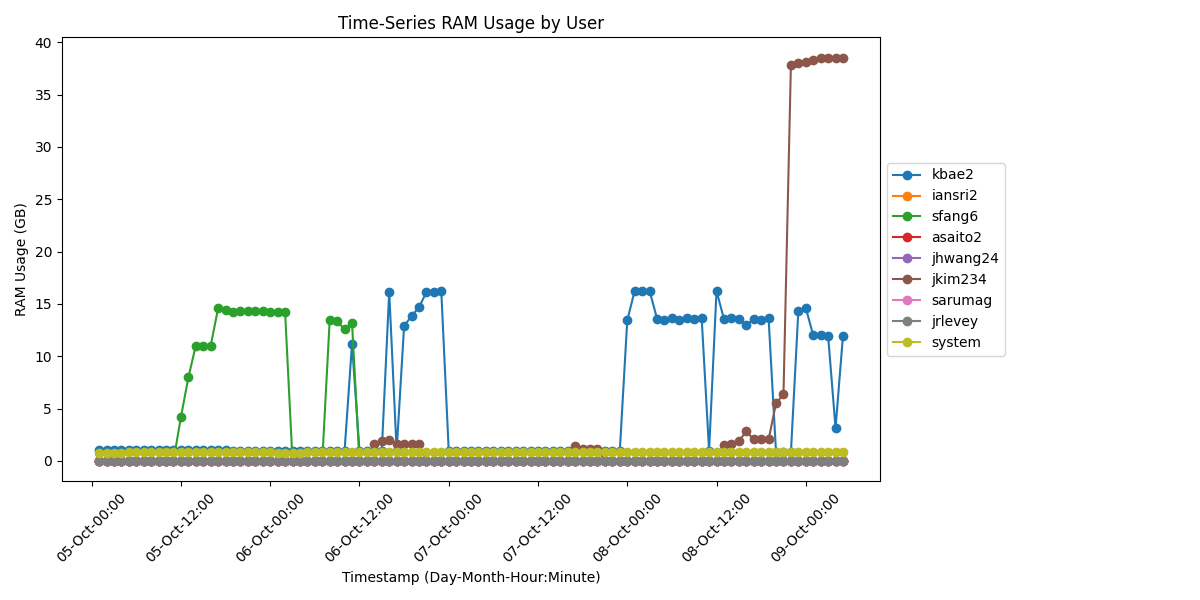 Time-Series RAM Usage by User
40
35
30
25
20
15
10
5
0
RAM Usage (GB)
05-Oct-00:00
05-Oct-12:00
06-Oct-00:00
06-Oct-12:00
07-Oct-00:00
07-Oct-12:00
08-Oct-00:00
08-Oct-12:00
09-Oct-00:00
Timestamp (Day-Month-Hour:Minute)
kbae2
iansri2
sfang6
asaito2
jhwang24
jkim234
sarumag
jrlevey
system